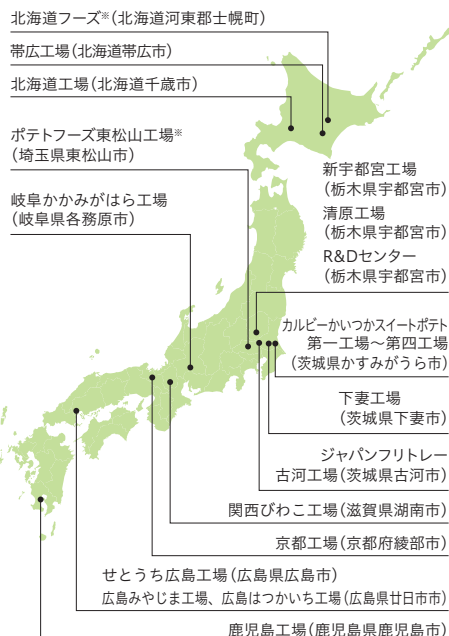 北海道フーズ※(北海道河東郡士幌町)
帯広工場(北海道帯広市)
北海道工場(北海道千歳市)
ポテトフーズ東松山工場※
(埼玉県東松山市)
岐阜かかみがはら工場
(岐阜県各務原市)
新宇都宮工場
(栃木県宇都宮市)
清原工場
(栃木県宇都宮市)
R&Dセンター
(栃木県宇都宮市)
カルビーかいつかスイートポテト
第一工場～第四工場
(茨城県かすみがうら市)
下妻工場
(茨城県下妻市)
ジャパンフリトレー
古河工場(茨城県古河市)
関西びわこ工場(滋賀県湖南市)
京都工場(京都府綾部市)
せとうち広島工場(広島県広島市)
広島みやじま工場、広島はつかいち工場(広島県廿日市市)
鹿児島工場(鹿児島県鹿児島市)